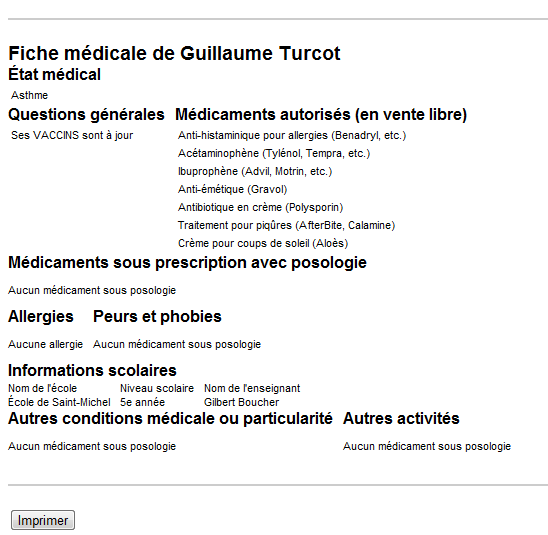 Fiche médicale de Guillaume Turcot
État médical
Asthme
Questions générales Médicaments autorisés (en vente libre)
Ses VACCINS sont à jour Anti-histaminique pour allergies (Benadryl, etc.)
Acétaminophène (Tylénol, Tempra, etc.)
Ibuprophène (Advil, Motrin, etc.)
Anti-émétique (Gravol)
Antibiotique en crème (Polysporin)
Traitement pour piqûres (AfterBite, Calamine)
Crème pour coups de soleil (Aloès)
Médicaments sous prescription avec posologie
Aucun médicament sous posologie
Allergies Peurs et phobies
Aucune allergie Aucun médicament sous posologie
Informations scolaires
Nom de l'école Niveau scolaire Nom de l'enseignant
École de Saint-Michel 5e année Gilbert Boucher
Autres conditions médicale ou particularité Autres activités
Aucun médicament sous posologie Aucun médicament sous posologie
Imprimer